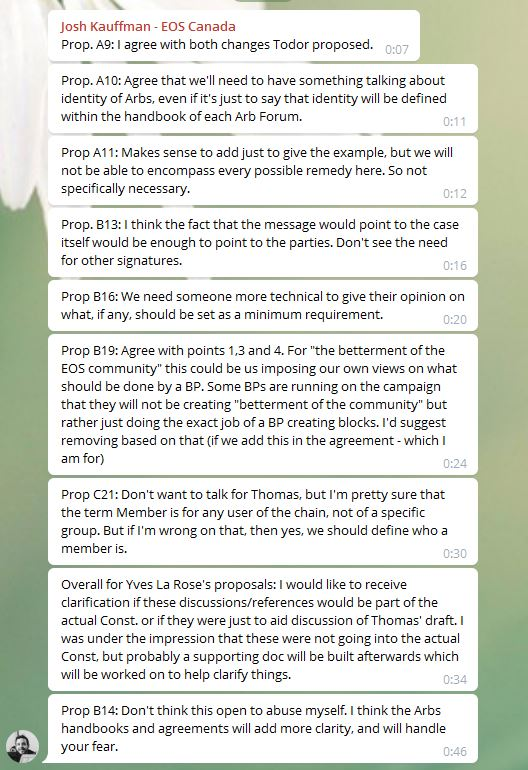 Josh Kauffman - EOS Canada
Prop. A9: I agree with both changes Todor proposed. 0:07
Prop. A10: Agree that we'll need to have something talking about
identity of Arbs, even if it's just to say that identity will be defined
within the handbook of each Arb Forum. 0:11
Prop A11: Makes sense to add just to give the example, but we will
not be able to encompass every possible remedy here. So not
specifically necessary. 0:12
Prop. B13: I think the fact that the message would point to the case
itself would be enough to point to the parties. Don't see the need
for other signatures. 0:16
Prop B16: We need someone more technical to give their opinion on
what, if any, should be set as a minimum requirement. 0:20
Prop B19: Agree with points 1,3 and 4. For "the betterment of the
EOS community" this could be us imposing our own views on what
should be done by a BP. Some BPs are running on the campaign
that they will not be creating "betterment of the community" but
rather just doing the exact job of a BP creating blocks. I'd suggest
removing based on that (if we add this in the agreement - which I
am for) 0:24
Prop C21: Don't want to talk for Thomas, but I'm pretty sure that
the term Member is for any user of the chain, not of a specific
group. But if I'm wrong on that, then yes, we should define who a
member is. 0:30
Overall for Yves La Rose's proposals: I would like to receive
clarification if these discussions/references would be part of the
actual Const. or if they were just to aid discussion of Thomas' draft. I
was under the impression that these were not going into the actual
Const, but probably a supporting doc will be built afterwards which
will be worked on to help clarify things. 0:34
Prop B14: Don't think this open to abuse myself. I think the Arbs
handbooks and agreements will add more clarity, and will handle
your fear. 0:46